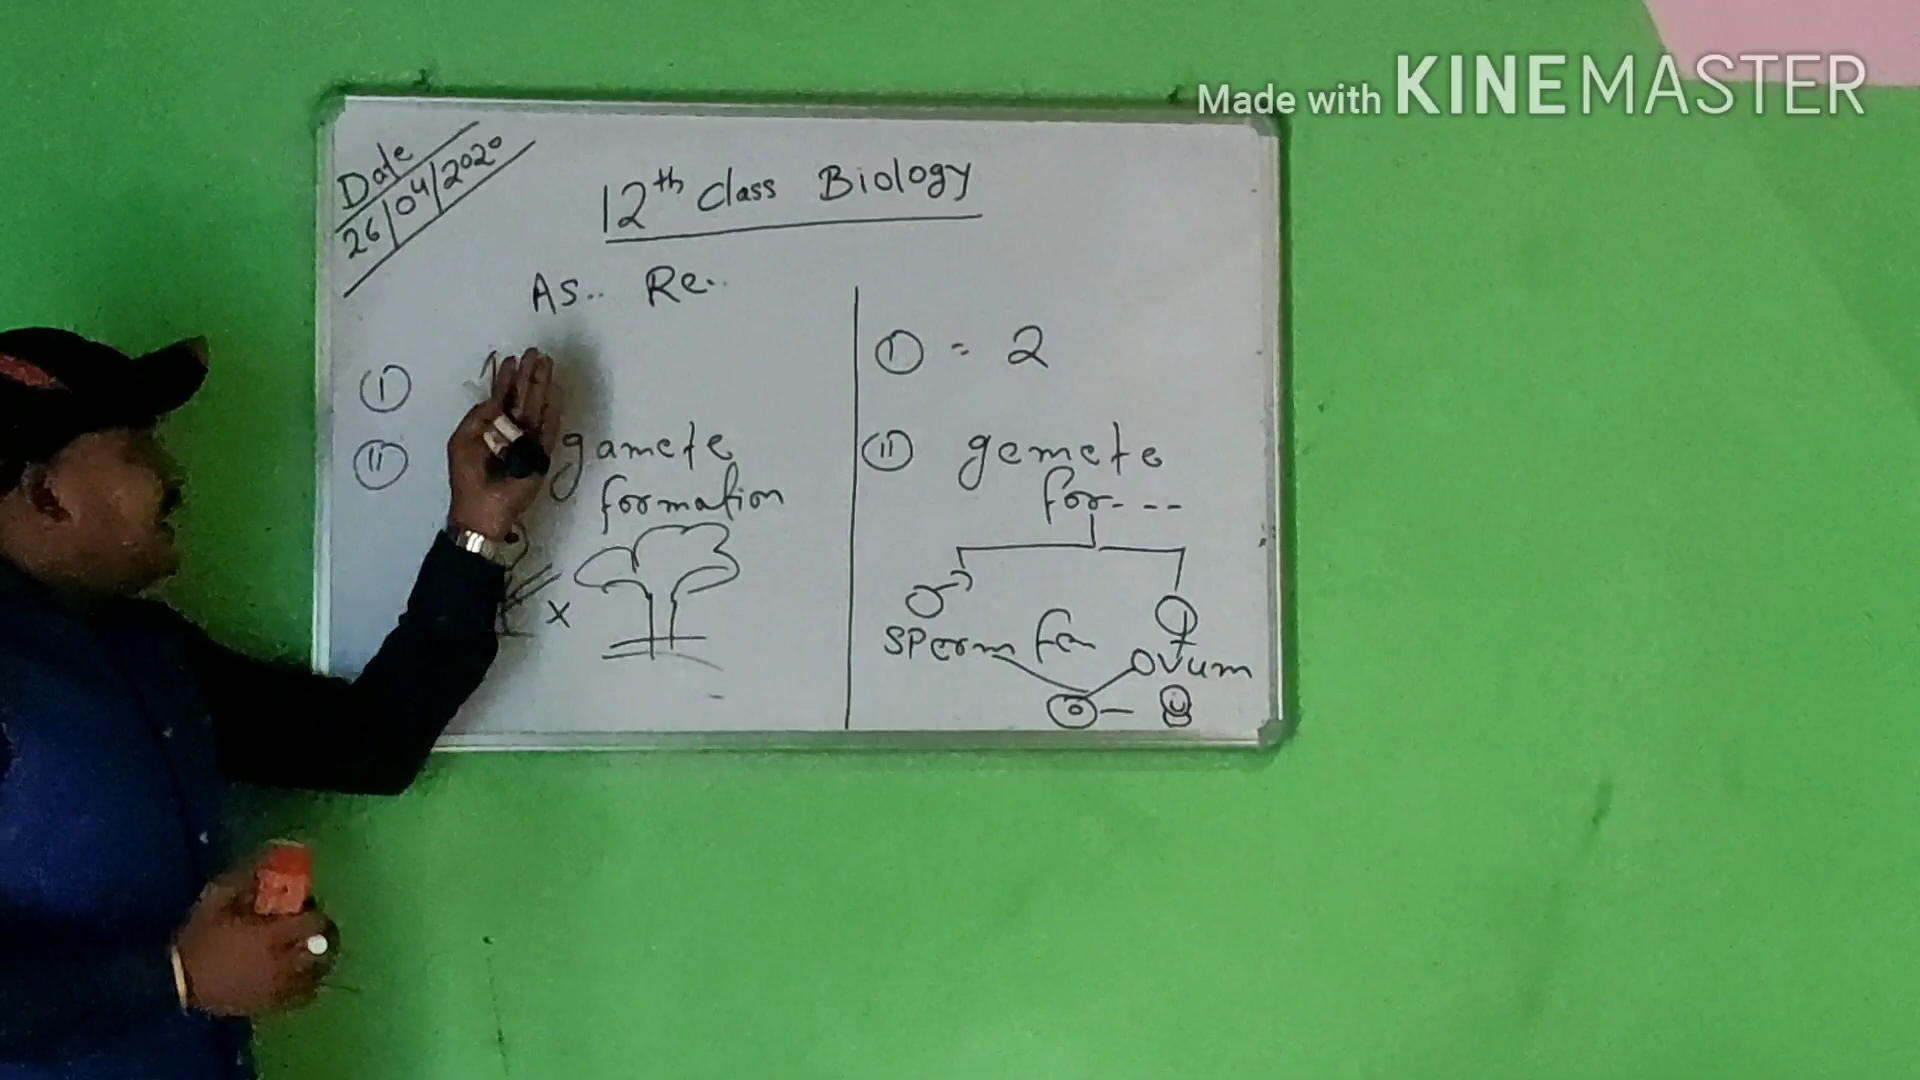 Made with KINEMASTER
Date
26/04/2020
12th Class Biology
As.. Re..
I
II gamete
formation
x
I = 2
II gemete
for---
♂ ♀
sperm fen ovum